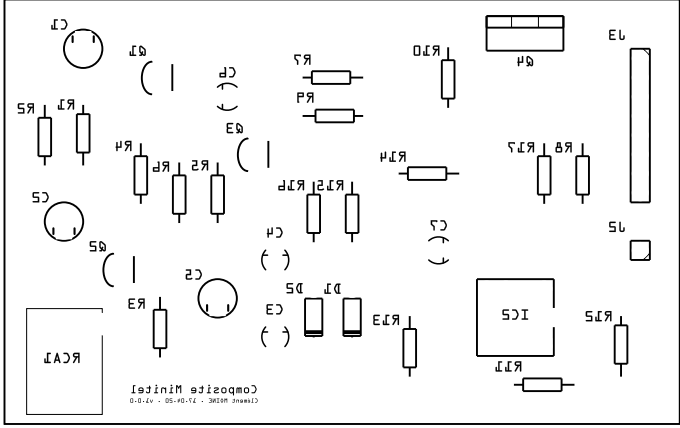 C1
Q1
C6
R7
R10
Q4
J3
R9
R2
R1
Q3
R4
R6
R5
R14
R17
R8
C2
R16
R15
C4
C7
J2
Q2
C5
R3
C3
D2
D1
R13
IC2
R12
RCA1
R11
Composite Minitel
Clément MOINE - 17-04-20 - v1.0.0